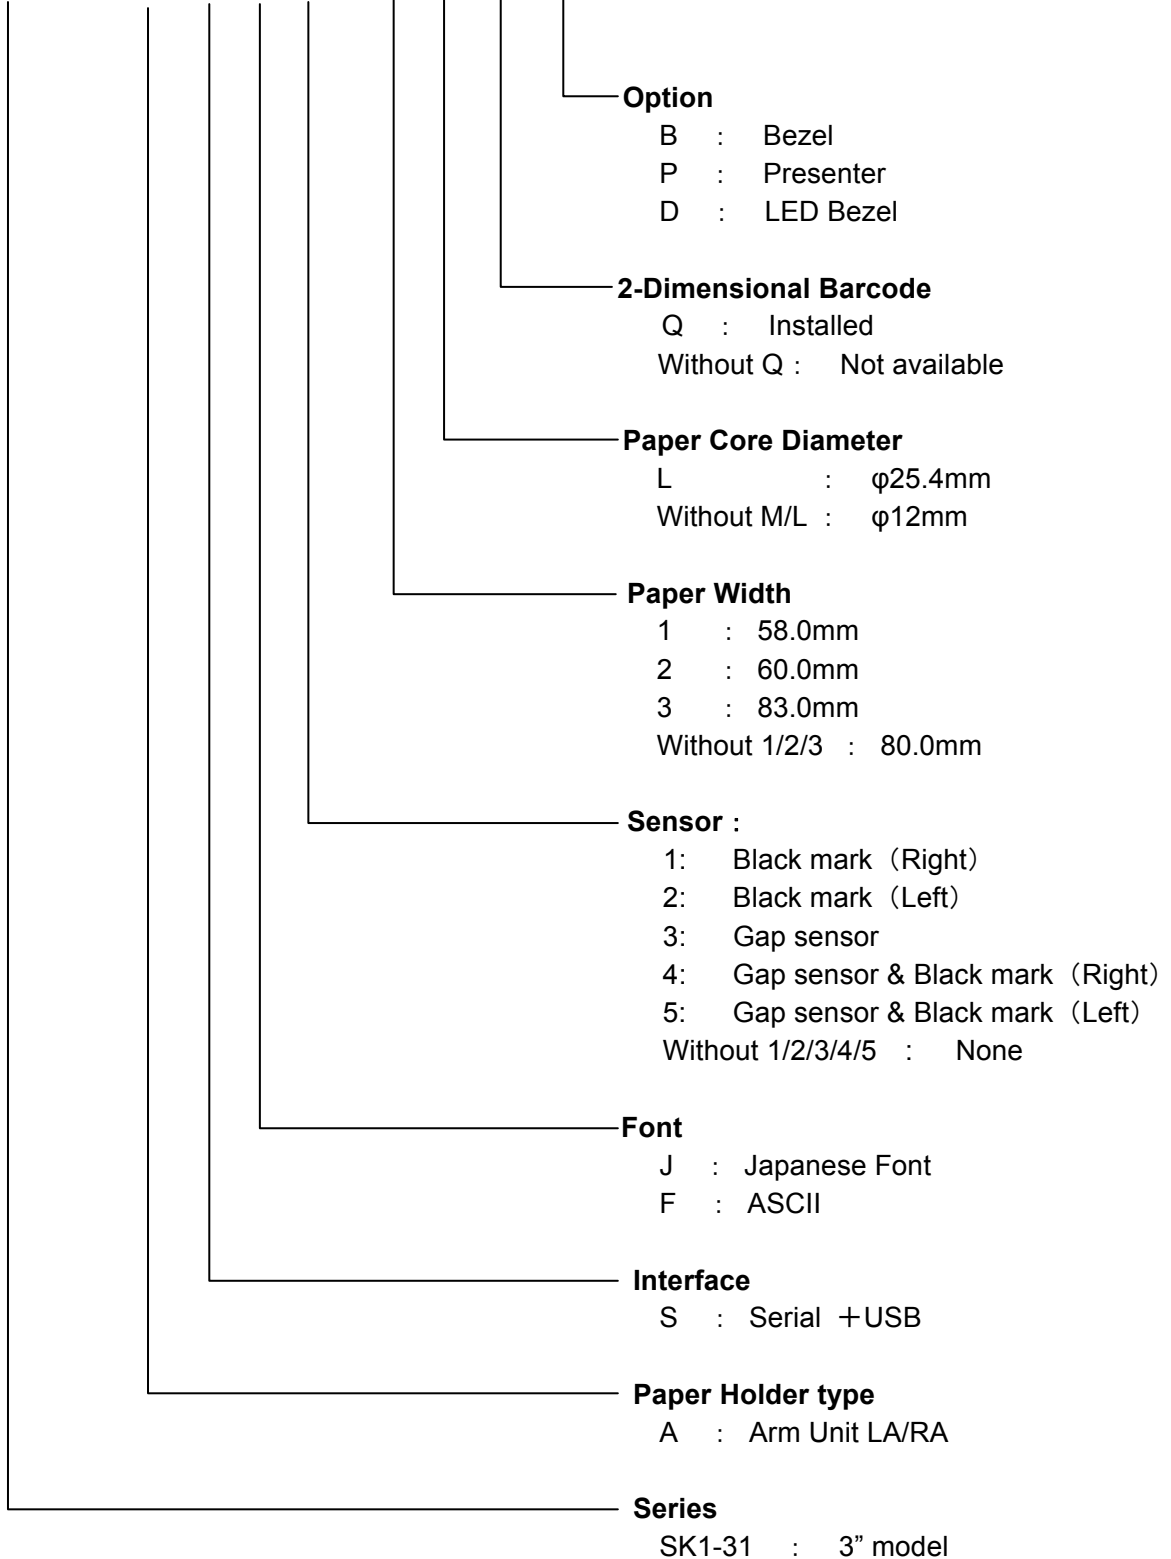 Option
B : Bezel
P : Presenter
D : LED Bezel
2-Dimensional Barcode
Q : Installed
Without Q : Not available
Paper Core Diameter
L : φ25.4mm
Without M/L : φ12mm
Paper Width
1 : 58.0mm
2 : 60.0mm
3 : 83.0mm
Without 1/2/3 : 80.0mm
Sensor :
1: Black mark（Right）
2: Black mark（Left）
3: Gap sensor
4: Gap sensor & Black mark（Right）
5: Gap sensor & Black mark（Left）
Without 1/2/3/4/5 : None
Font
J : Japanese Font
F : ASCII
Interface
S : Serial ＋USB
Paper Holder type
A : Arm Unit LA/RA
Series
SK1-31 : 3” model